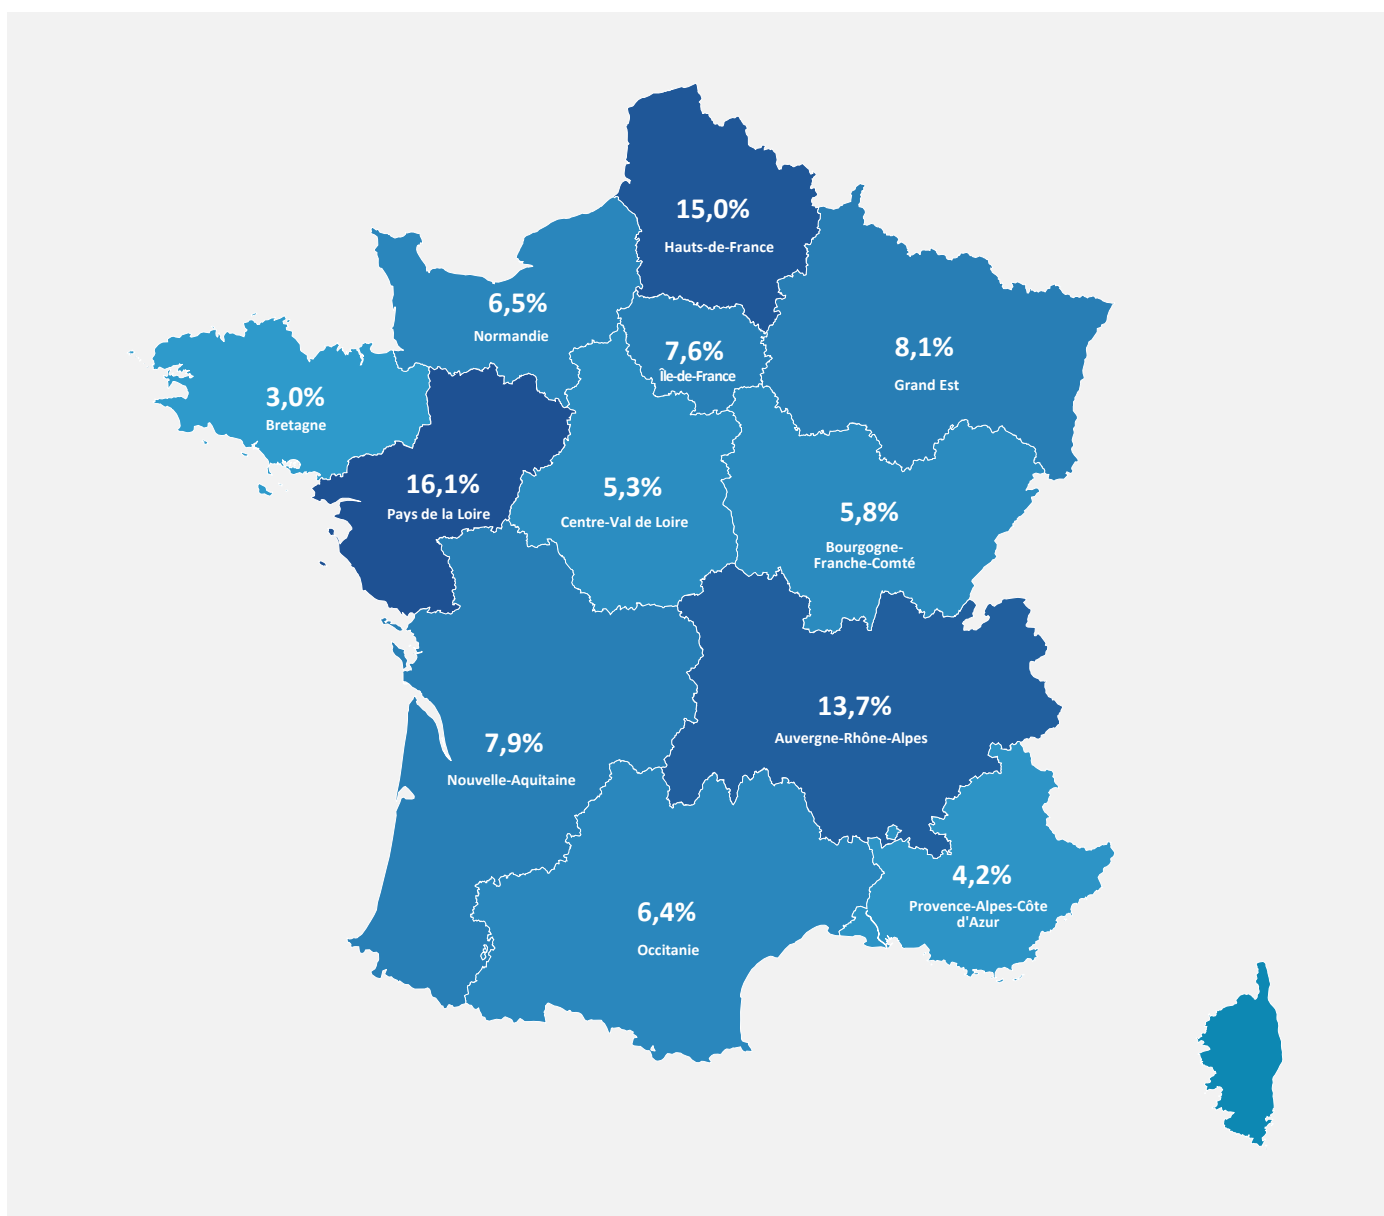 15,0%
Hauts-de-France
6,5%
Normandie
7,6%
Île-de-France
8,1%
Grand Est
3,0%
Bretagne
16,1%
Pays de la Loire
5,3%
Centre-Val de Loire
5,8%
Bourgogne-
Franche-Comté
13,7%
Auvergne-Rhône-Alpes
7,9%
Nouvelle-Aquitaine
4,2%
Provence-Alpes-Côte
d'Azur
6,4%
Occitanie